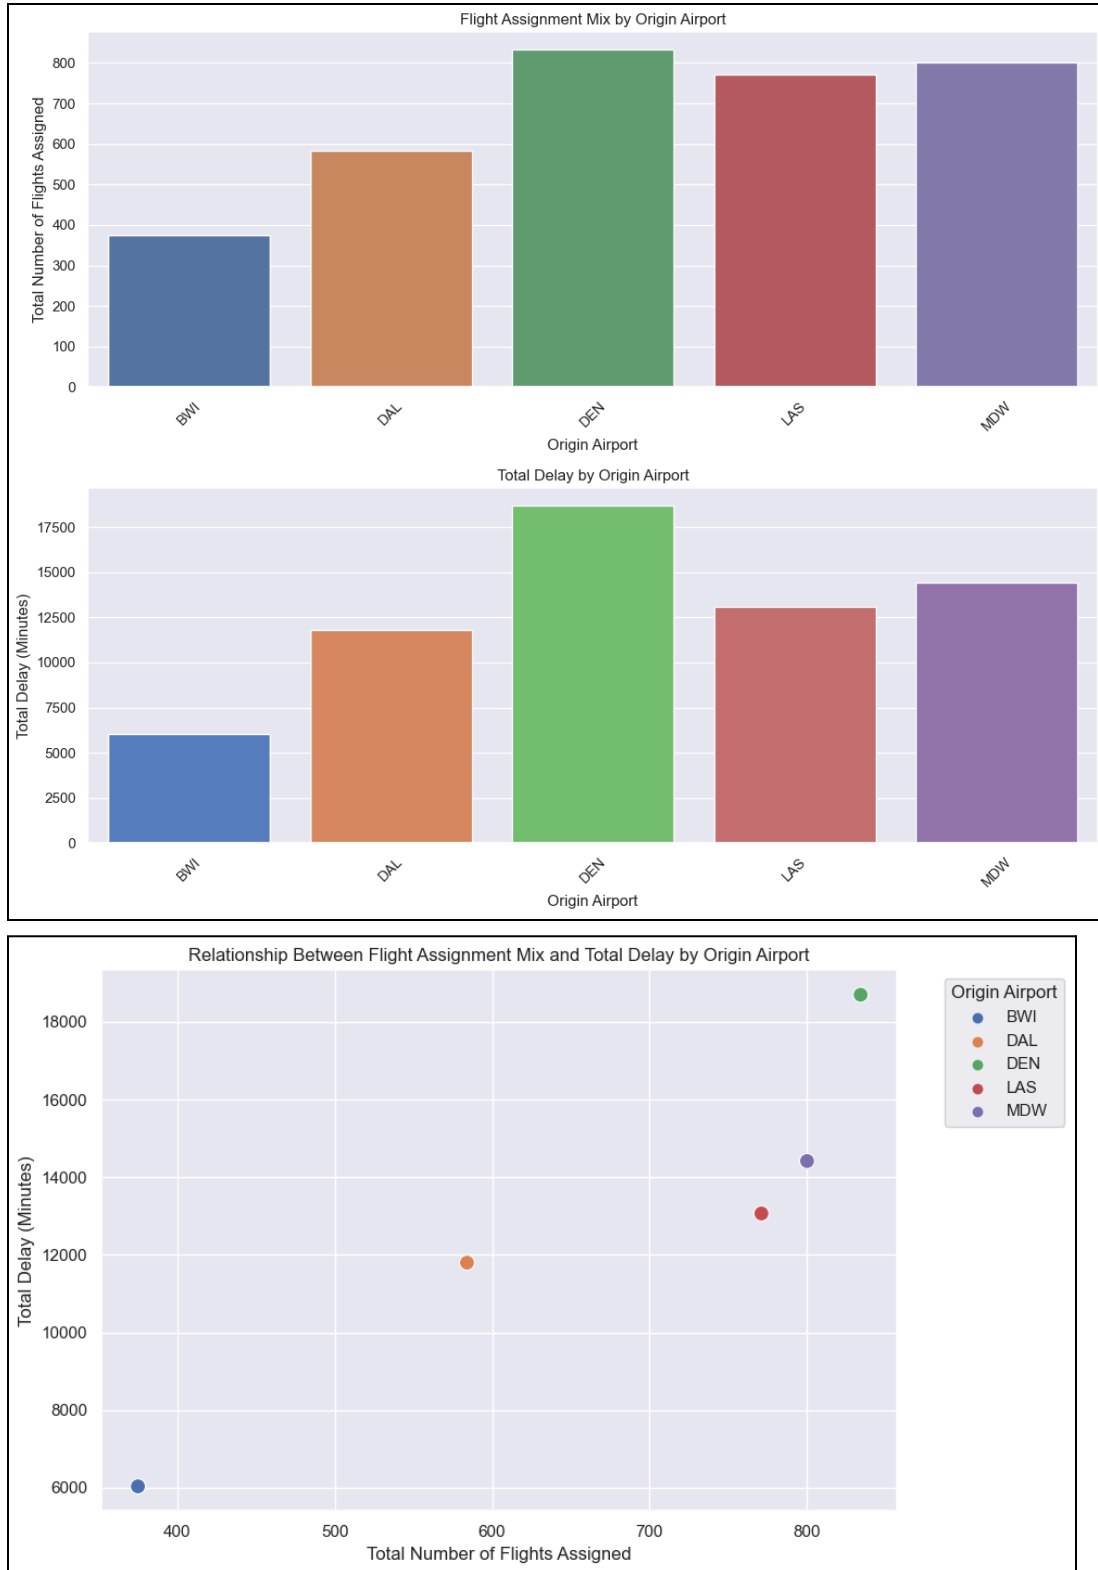 Flight Assignment Mix by Origin Airport
Total Number of Flights Assigned
800
700
600
500
400
300
200
100
0
BWI
DAL
DEN
LAS
MDW
Origin Airport
Total Delay by Origin Airport
Total Delay (Minutes)
17500
15000
12500
10000
7500
5000
2500
0
BWI
DAL
DEN
LAS
MDW
Origin Airport
Relationship Between Flight Assignment Mix and Total Delay by Origin Airport
Total Delay (Minutes)
18000
16000
14000
12000
10000
8000
6000
400
500
600
700
800
Total Number of Flights Assigned
Origin Airport
BWI
DAL
DEN
LAS
MDW